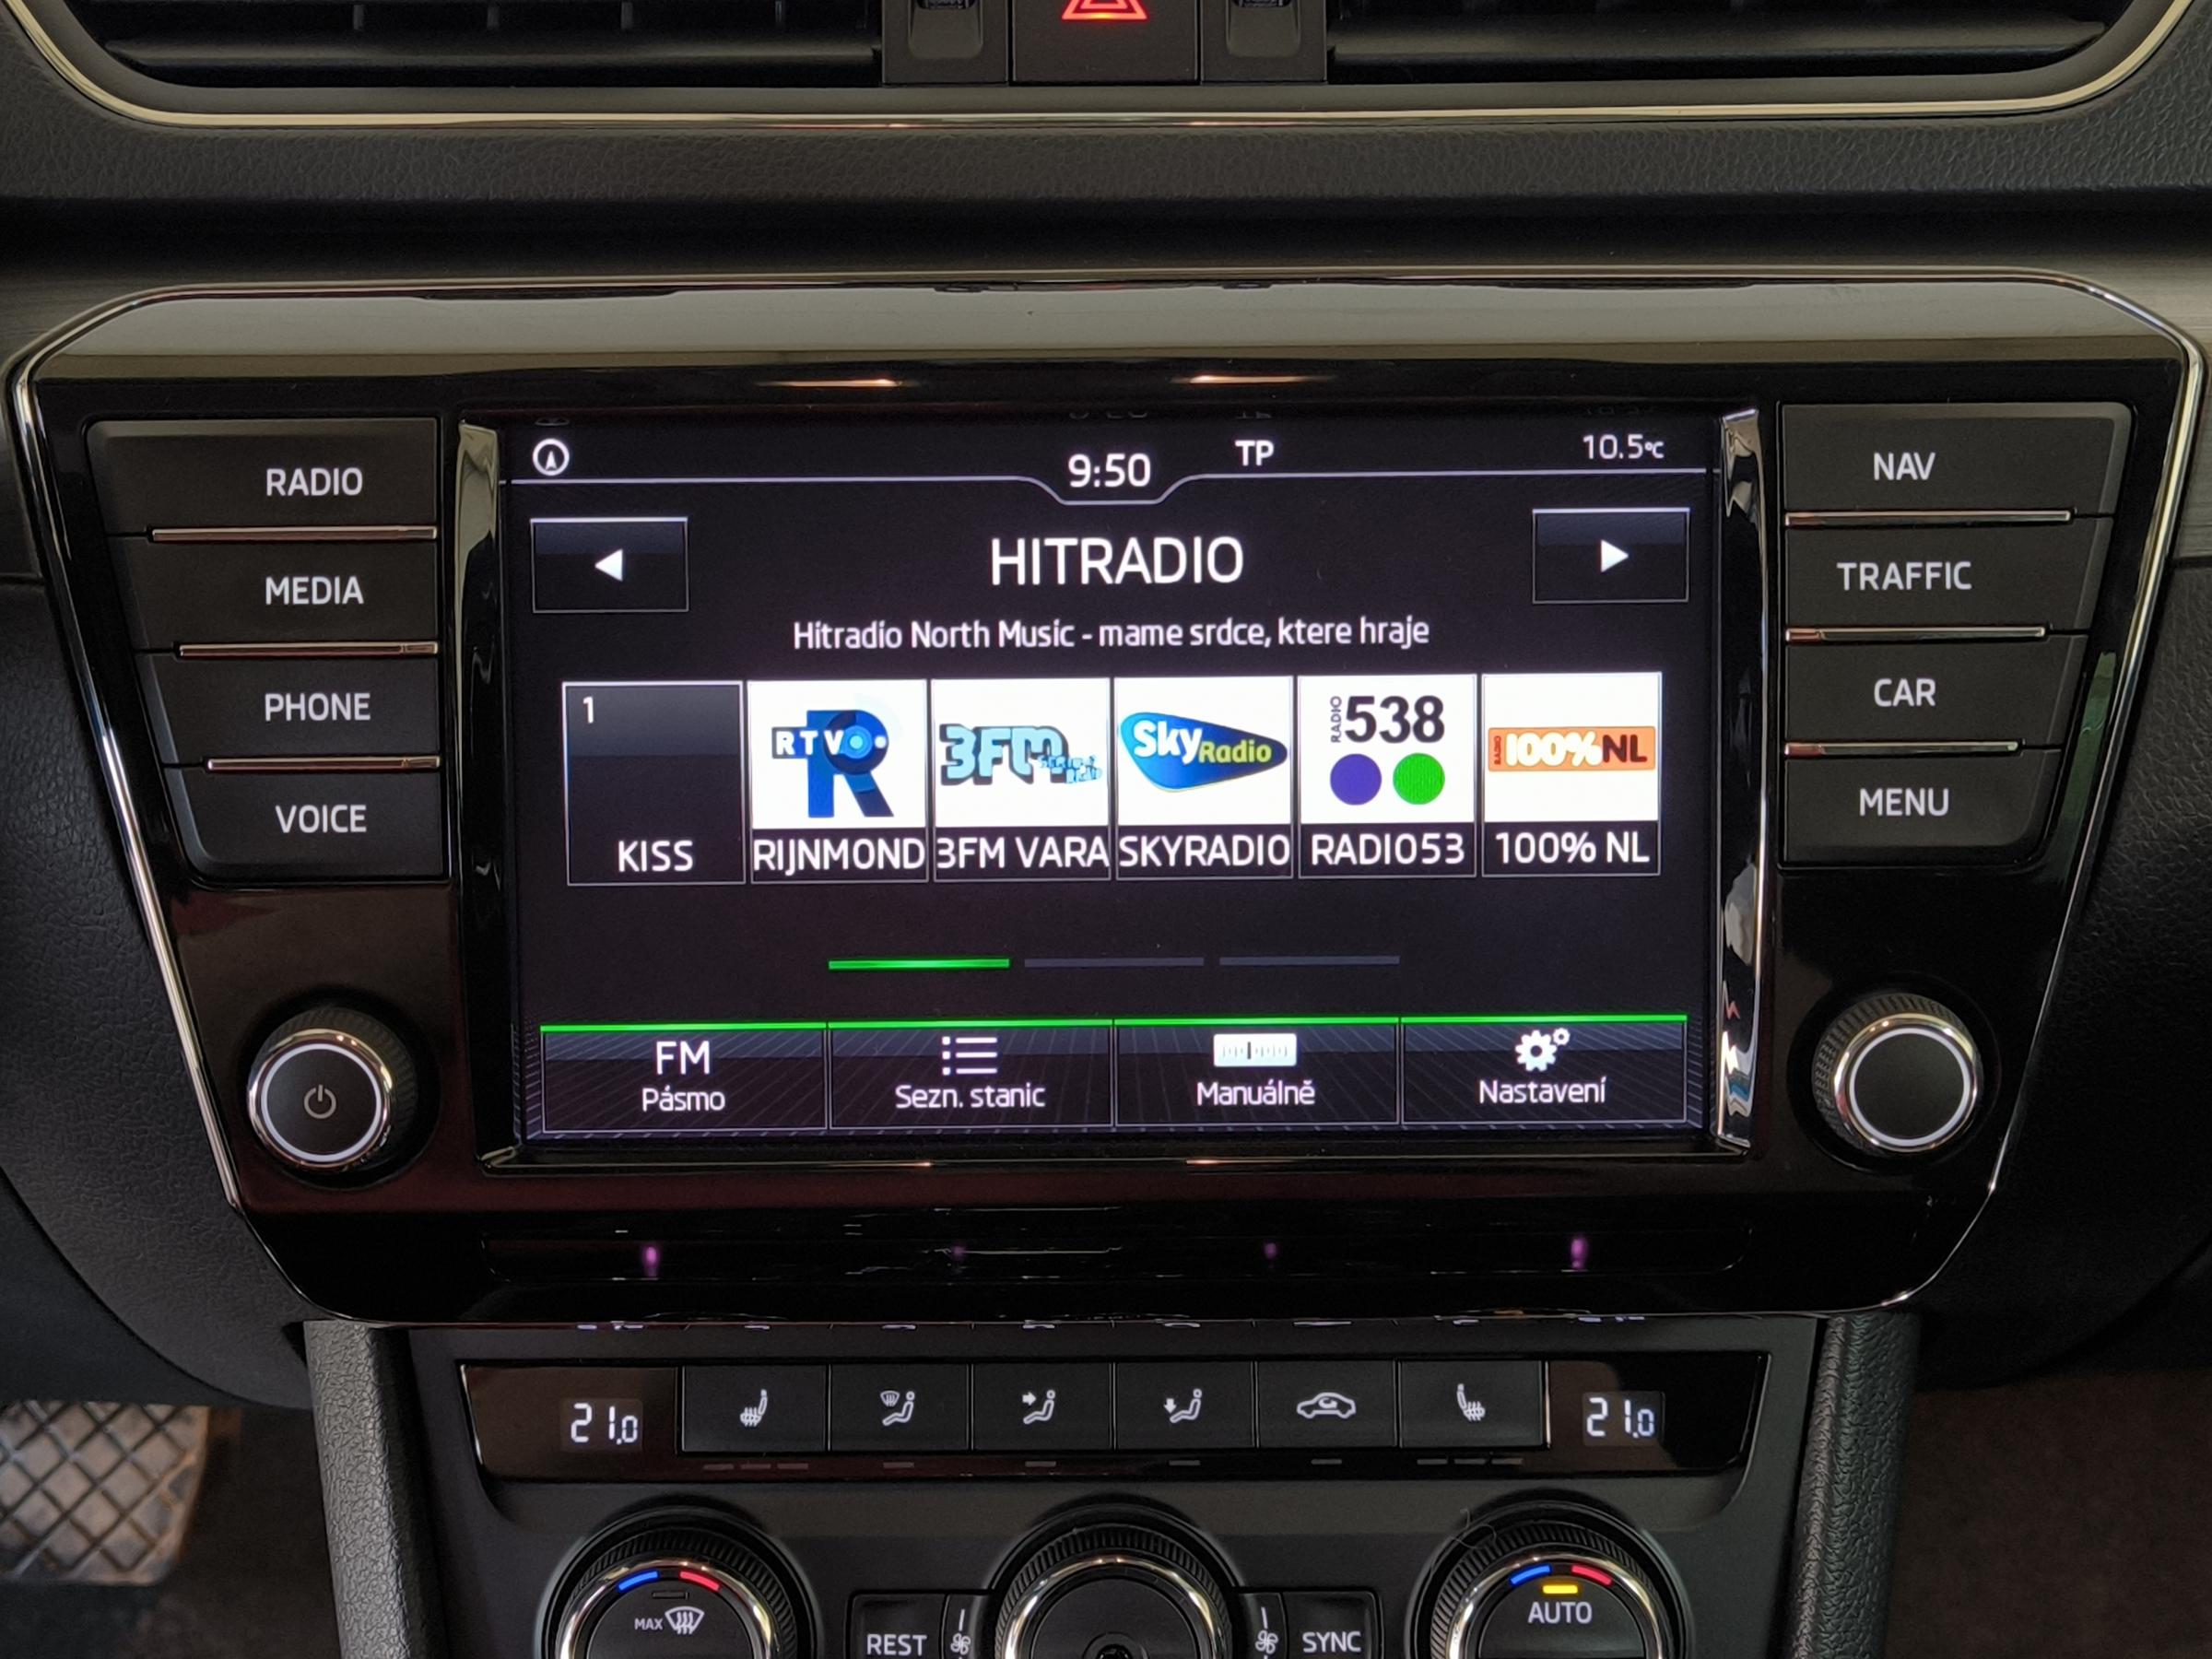 RADIO
MEDIA
PHONE
VOICE
9:50
TP
10.5°C
HITRADIO
Hitradio North Music - mame srdce, ktere hraje
1
RTV R
3FM
Sky Radio
RADIO 538
RADIO 100%NL
KISS
RIJNMOND
3FM VARA
SKYRADIO
RADIO53
100% NL
FM
Pásmo
Sezn. stanic
Manuálně
Nastavení
NAV
TRAFFIC
CAR
MENU
21.0
21.0
MAX
REST
SYNC
AUTO